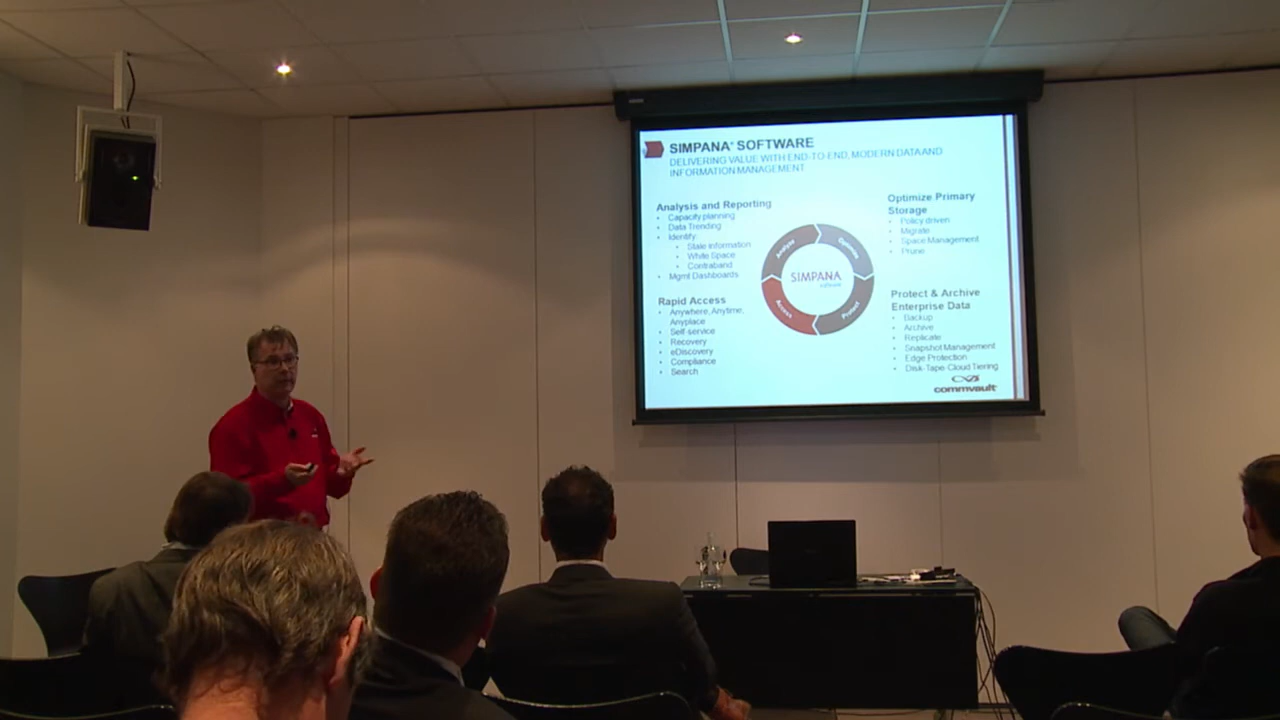 SIMPANA® SOFTWARE
DELIVERING VALUE WITH END-TO-END, MODERN DATA AND
INFORMATION MANAGEMENT
Analysis and Reporting
• Capacity planning
• Data Trending
• Identify:
• Stale Information
• White Space
• Contraband
• Mgmt Dashboards
Rapid Access
• Anywhere, Anytime,
Anyplace
• Self-service
• Recovery
• eDiscovery
• Compliance
• Search
Analyze
Optimize
Protect
Access
SIMPANA
software
Optimize Primary
Storage
• Policy driven
• Migrate
• Space Management
• Prune
Protect & Archive
Enterprise Data
• Backup
• Archive
• Replicate
• Snapshot Management
• Edge Protection
• Disk-Tape-Cloud Tiering
commvault